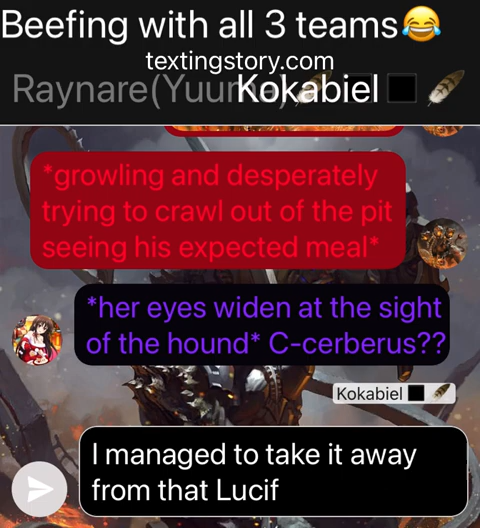 Beefing with all 3 teams😂
textingstory.com
Raynare(Yuuma) Kokabiel⬛🪶
*growling and desperately
trying to crawl out of the pit
seeing his expected meal*
*her eyes widen at the sight
of the hound* C-cerberus??
Kokabiel⬛🪶
I managed to take it away
from that Lucif